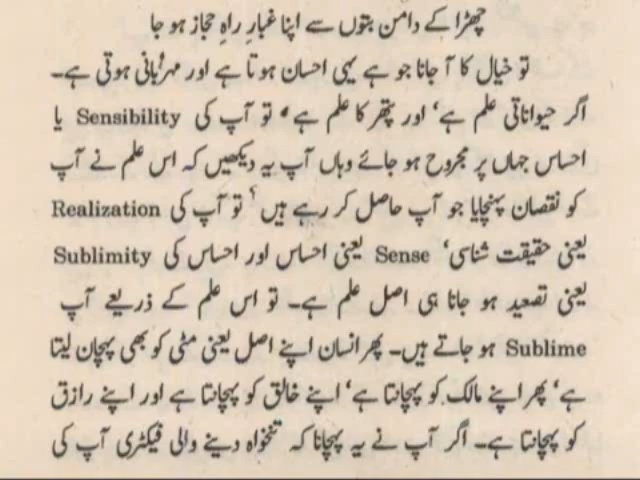 چھڑا کے دامن بتوں سے اپنا غبارِ راہِ حجاز ہو جا
تو خیال کا آ جانا جو ہے یہی احسان ہوتا ہے اور مہربانی ہوتی ہے۔
اگر حیواناتی علم ہے‘ اور پتھر کا علم ہے‘ تو آپ کی Sensibility یا
احساس جہاں پر مجروح ہو جائے وہاں آپ یہ دیکھیں کہ اس علم نے آپ
کو نقصان پہنچایا جو آپ حاصل کر رہے ہیں‘ تو آپ کی Realization
یعنی حقیقت شناسی‘ Sense یعنی احساس اور احساس کی Sublimity
یعنی تصعید ہو جانا ہی اصل علم ہے۔ تو اس علم کے ذریعے آپ
Sublime ہو جاتے ہیں۔ پھر انسان اپنے اصل یعنی مٹی کو بھی پہچان لیتا
ہے‘ پھر اپنے مالک کو پہچانتا ہے‘ اپنے خالق کو پہچانتا ہے اور اپنے رازق
کو پہچانتا ہے۔ اگر آپ نے یہ پہچانا کہ تنخواہ دینے والی فیکٹری آپ کی